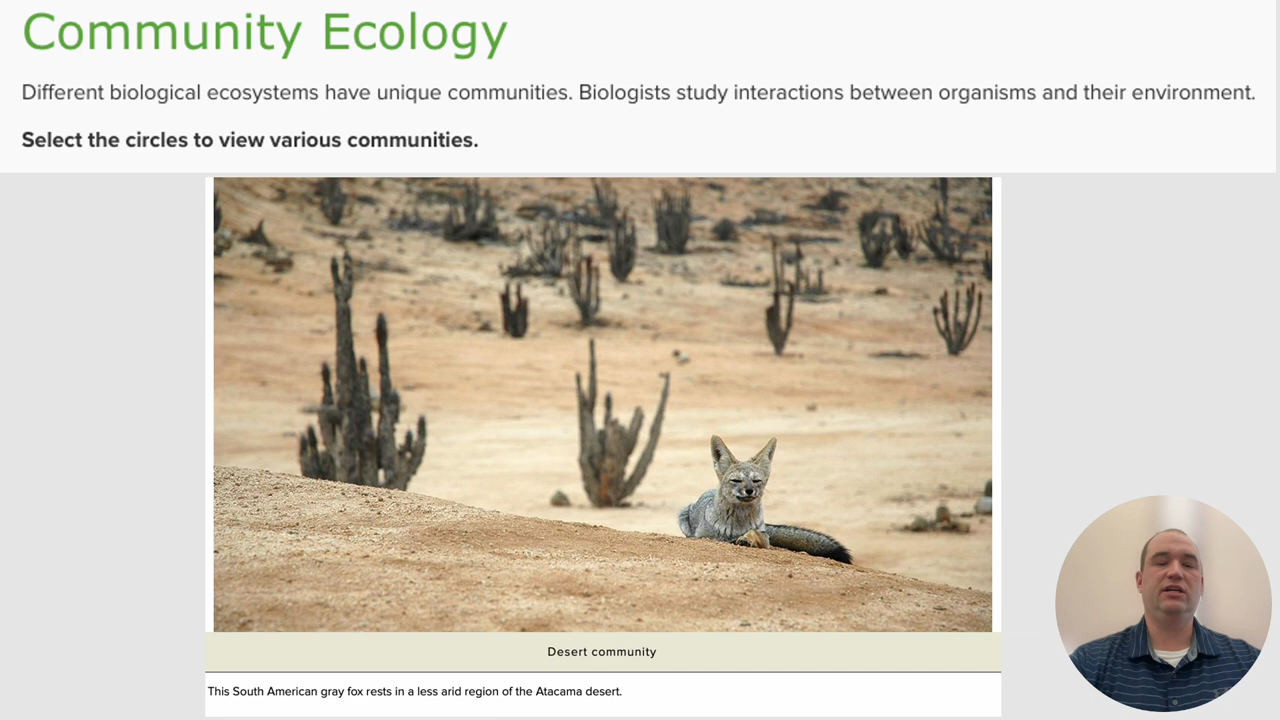 Community Ecology
Different biological ecosystems have unique communities. Biologists study interactions between organisms and their environment.
Select the circles to view various communities.
Desert community
This South American gray fox rests in a less arid region of the Atacama desert.